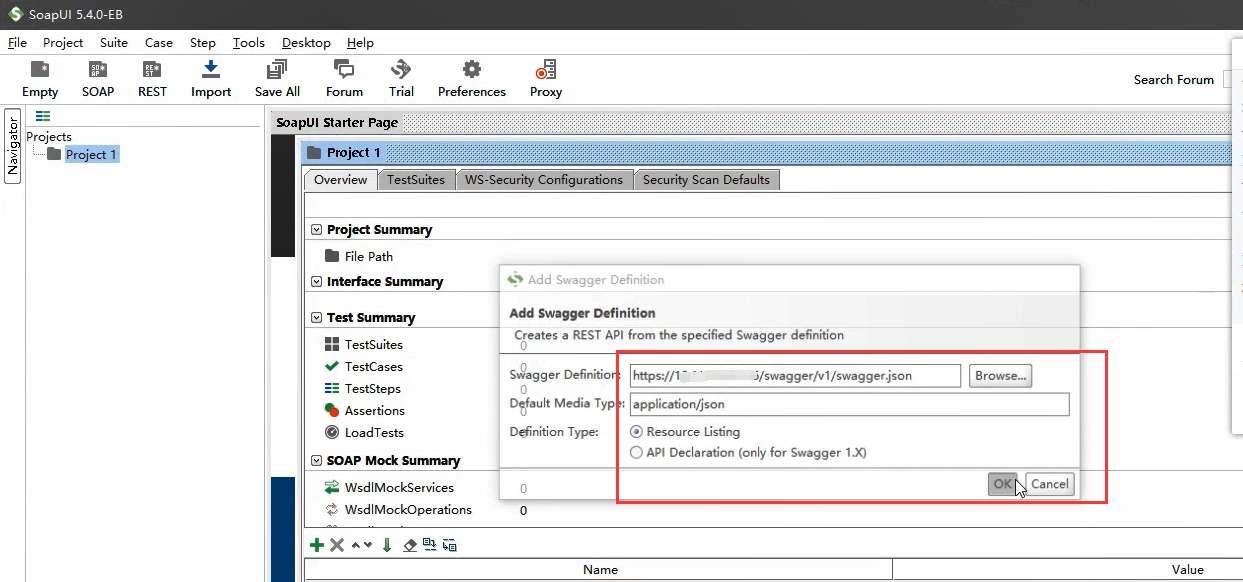 SoapUI 5.4.0-EB
File Project Suite Case Step Tools Desktop Help
Empty SOAP REST Import Save All Forum Trial Preferences Proxy Search Forum
Navigator
Projects
Project 1
SoapUI Starter Page
Project 1
Overview TestSuites WS-Security Configurations Security Scan Defaults
Project Summary
File Path
Interface Summary
Test Summary
TestSuites 0
TestCases 0
TestSteps 0
Assertions 0
LoadTests 0
SOAP Mock Summary
WsdlMockServices 0
WsdlMockOperations 0
Add Swagger Definition
Add Swagger Definition
Creates a REST API from the specified Swagger definition
Swagger Definition: https://1 /swagger/v1/swagger.json Browse...
Default Media Type: application/json
Definition Type: Resource Listing
API Declaration (only for Swagger 1.X)
OK Cancel
Name Value